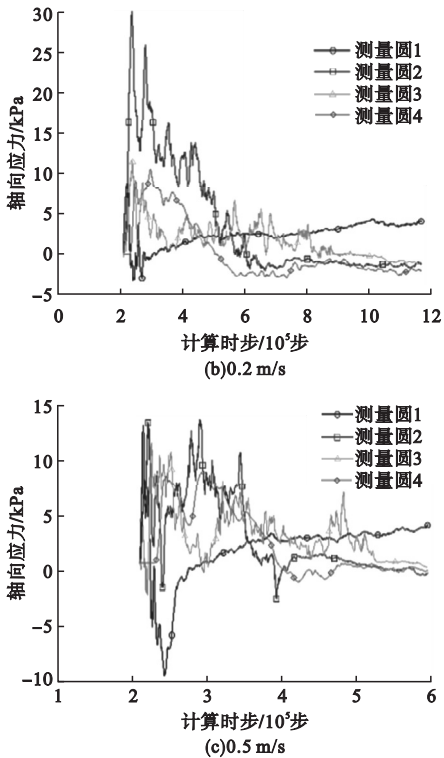 30
25
20
15
10
5
0
−5
轴向应力/kPa
测量圆1
测量圆2
测量圆3
测量圆4
0 2 4 6 8 10 12
计算时步/10⁵步
(b)0.2 m/s
15
10
5
0
−5
−10
轴向应力/kPa
测量圆1
测量圆2
测量圆3
测量圆4
1 2 3 4 5 6
计算时步/10⁵步
(c)0.5 m/s